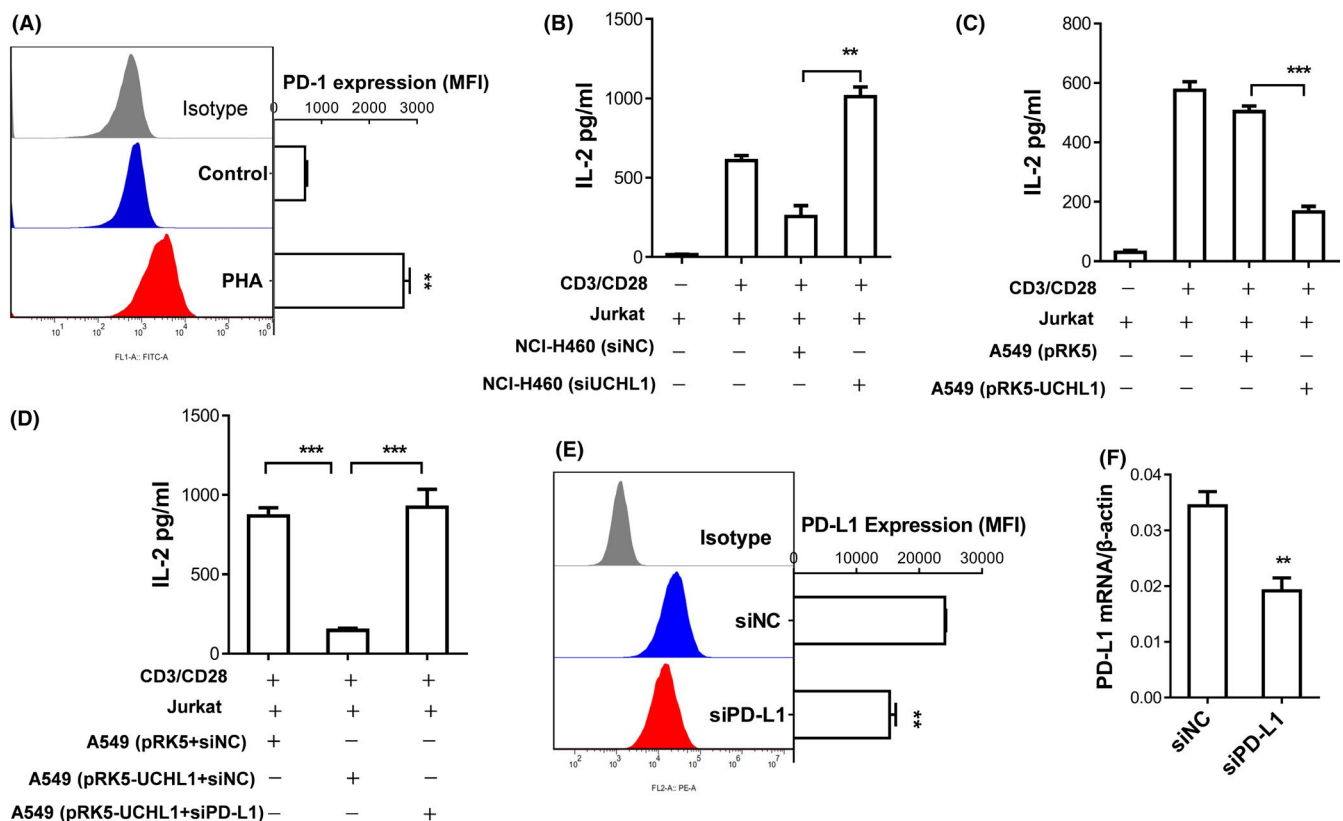 (A)
PD-1 expression (MFI)
0 1000 2000 3000
Isotype
Control
PHA
**
10¹ 10² 10³ 10⁴ 10⁵ 10⁶
FL1-A:: FITC-A
(B)
IL-2 pg/ml
1500
1000
500
0
**
CD3/CD28 – + + +
Jurkat + + + +
NCI-H460 (siNC) – – + –
NCI-H460 (siUCHL1) – – – +
(C)
IL-2 pg/ml
800
600
400
200
0
***
CD3/CD28 – + + +
Jurkat + + + +
A549 (pRK5) – – + –
A549 (pRK5-UCHL1) – – – +
(D)
IL-2 pg/ml
1500
1000
500
0
*** ***
CD3/CD28 + + +
Jurkat + + +
A549 (pRK5+siNC) + – –
A549 (pRK5-UCHL1+siNC) – + –
A549 (pRK5-UCHL1+siPD-L1) – – +
(E)
PD-L1 Expression (MFI)
0 10000 20000 30000
Isotype
siNC
siPD-L1
**
10² 10³ 10⁴ 10⁵ 10⁶
FL2-A:: PE-A
(F)
PD-L1 mRNA/β-actin
0.04
0.03
0.02
0.01
0.00
**
siNC
siPD-L1